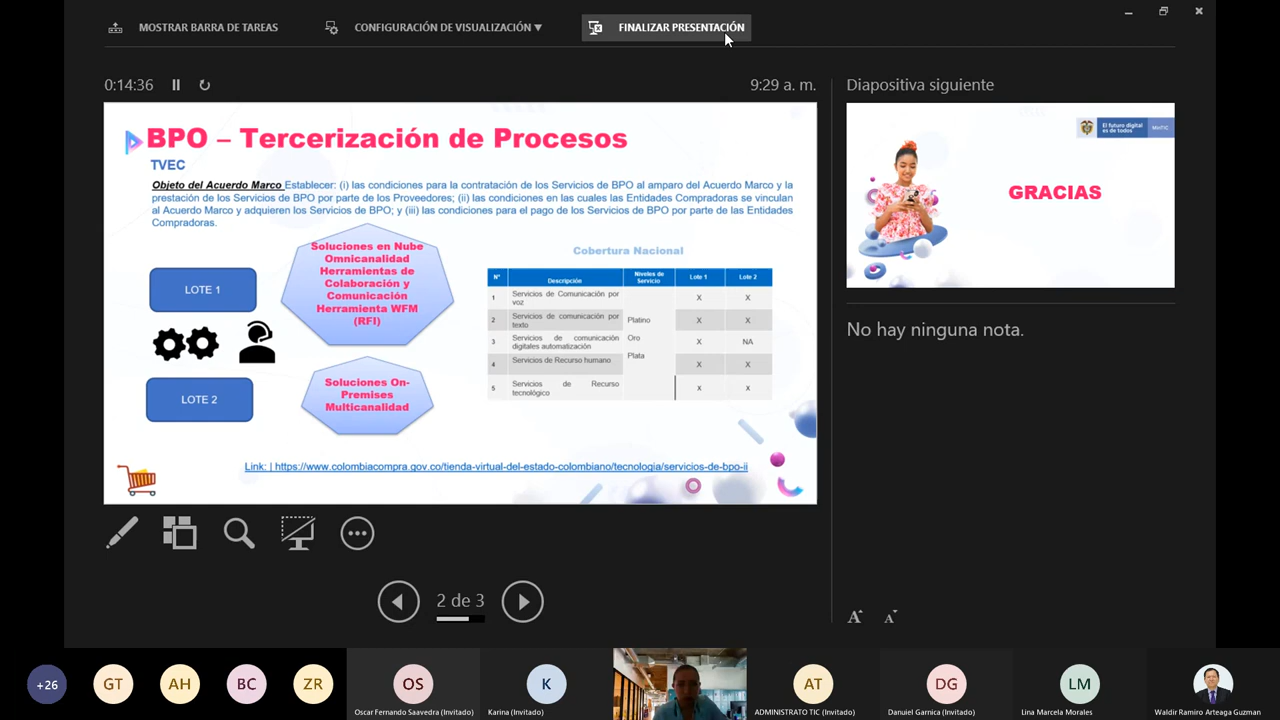 MOSTRAR BARRA DE TAREAS
CONFIGURACIÓN DE VISUALIZACIÓN ▼
FINALIZAR PRESENTACIÓN
0:14:36
9:29 a. m.
Diapositiva siguiente
BPO – Tercerización de Procesos
TVEC
Objeto del Acuerdo Marco Establecer: (i) las condiciones para la contratación de los Servicios de BPO al amparo del Acuerdo Marco y la
prestación de los Servicios de BPO por parte de los Proveedores; (ii) las condiciones en las cuales las Entidades Compradoras se vinculan
al Acuerdo Marco y adquieren los Servicios de BPO; y (iii) las condiciones para el pago de los Servicios de BPO por parte de las Entidades
Compradoras.
LOTE 1
Soluciones en Nube
Omnicanalidad
Herramientas de
Colaboración y
Comunicación
Herramienta WFM
(RFI)
LOTE 2
Soluciones On-
Premises
Multicanalidad
Cobertura Nacional
N° Descripción Niveles de Servicio Lote 1 Lote 2
1 Servicios de Comunicación por voz X X
2 Servicios de comunicación por texto Platino X X
3 Servicios de comunicación digitales automatización Oro X NA
4 Servicios de Recurso humano Plata X X
5 Servicios de Recurso tecnológico X X
Link: | https://www.colombiacompra.gov.co/tienda-virtual-del-estado-colombiano/tecnologia/servicios-de-bpo-ii
El futuro digital
es de todos
MinTIC
GRACIAS
No hay ninguna nota.
2 de 3
A A
+26
GT
AH
BC
ZR
OS
Oscar Fernando Saavedra (Invitado)
K
Karina (Invitado)
AT
ADMINISTRATO TIC (Invitado)
DG
Danuiel Garnica (Invitado)
LM
Lina Marcela Morales
Waldir Ramiro Arteaga Guzman